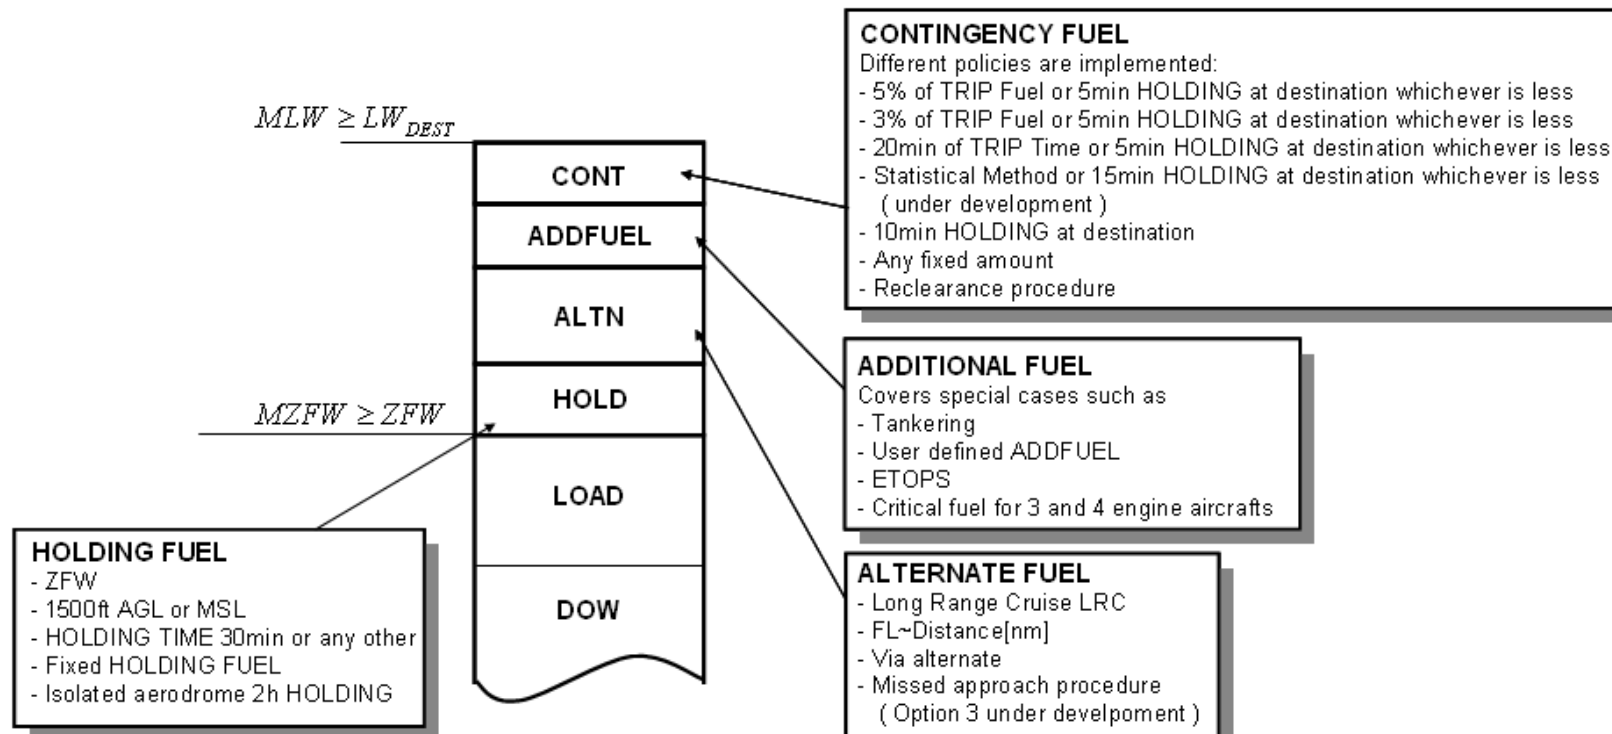 MLW ≥ LW_DEST
CONT
ADDFUEL
ALTN
HOLD
MZFW ≥ ZFW
LOAD
DOW
CONTINGENCY FUEL
Different policies are implemented:
- 5% of TRIP Fuel or 5min HOLDING at destination whichever is less
- 3% of TRIP Fuel or 5min HOLDING at destination whichever is less
- 20min of TRIP Time or 5min HOLDING at destination whichever is less
- Statistical Method or 15min HOLDING at destination whichever is less
( under development )
- 10min HOLDING at destination
- Any fixed amount
- Reclearance procedure
ADDITIONAL FUEL
Covers special cases such as
- Tankering
- User defined ADDFUEL
- ETOPS
- Critical fuel for 3 and 4 engine aircrafts
ALTERNATE FUEL
- Long Range Cruise LRC
- FL~Distance[nm]
- Via alternate
- Missed approach procedure
( Option 3 under develpoment )
HOLDING FUEL
- ZFW
- 1500ft AGL or MSL
- HOLDING TIME 30min or any other
- Fixed HOLDING FUEL
- Isolated aerodrome 2h HOLDING